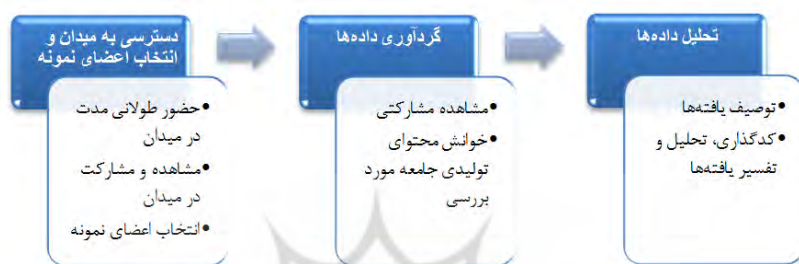 دسترسی به میدان و
انتخاب اعضای نمونه
•حضور طولانی مدت
در میدان
•مشاهده و مشارکت
در میدان
•انتخاب اعضای نمونه
گردآوری داده‌ها
•مشاهده مشارکتی
•خوانش محتوای
تولیدی جامعه مورد
بررسی
تحلیل داده‌ها
•توصیف یافته‌ها
•کدگذاری، تحلیل و
تفسیر یافته‌ها